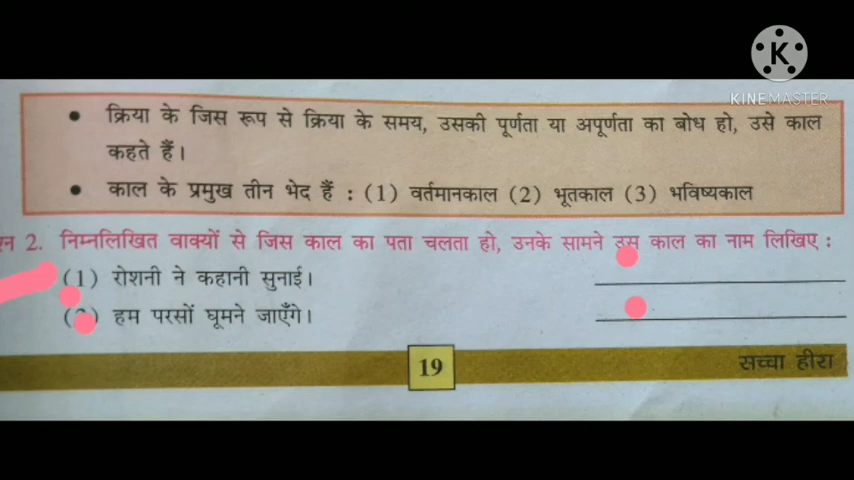 K
KINEMASTER
• क्रिया के जिस रूप से क्रिया के समय, उसकी पूर्णता या अपूर्णता का बोध हो, उसे काल
कहते हैं।
• काल के प्रमुख तीन भेद हैं : (1) वर्तमानकाल (2) भूतकाल (3) भविष्यकाल
2. निम्नलिखित वाक्यों से जिस काल का पता चलता हो, उनके सामने उस काल का नाम लिखिए :
(1) रोशनी ने कहानी सुनाई।
हम परसों घूमने जाएँगे।
19
सच्चा हीरा